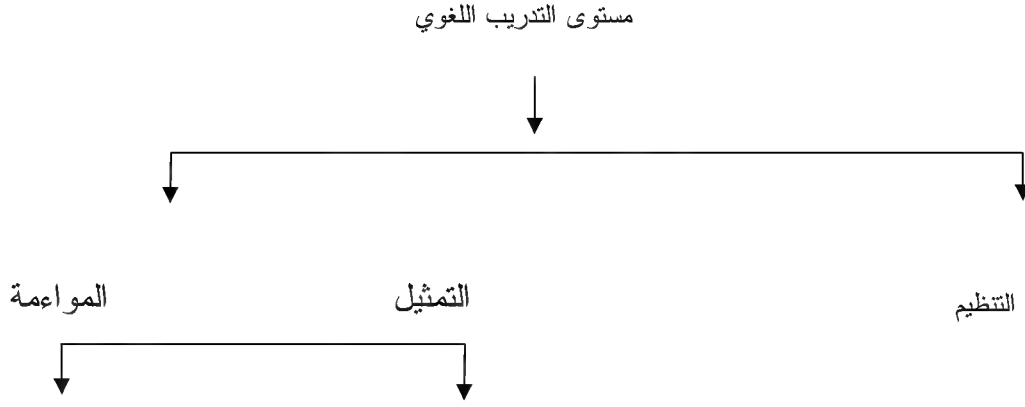 مستوى التدريب اللغوي
التنظيم
التمثيل
المواءمة